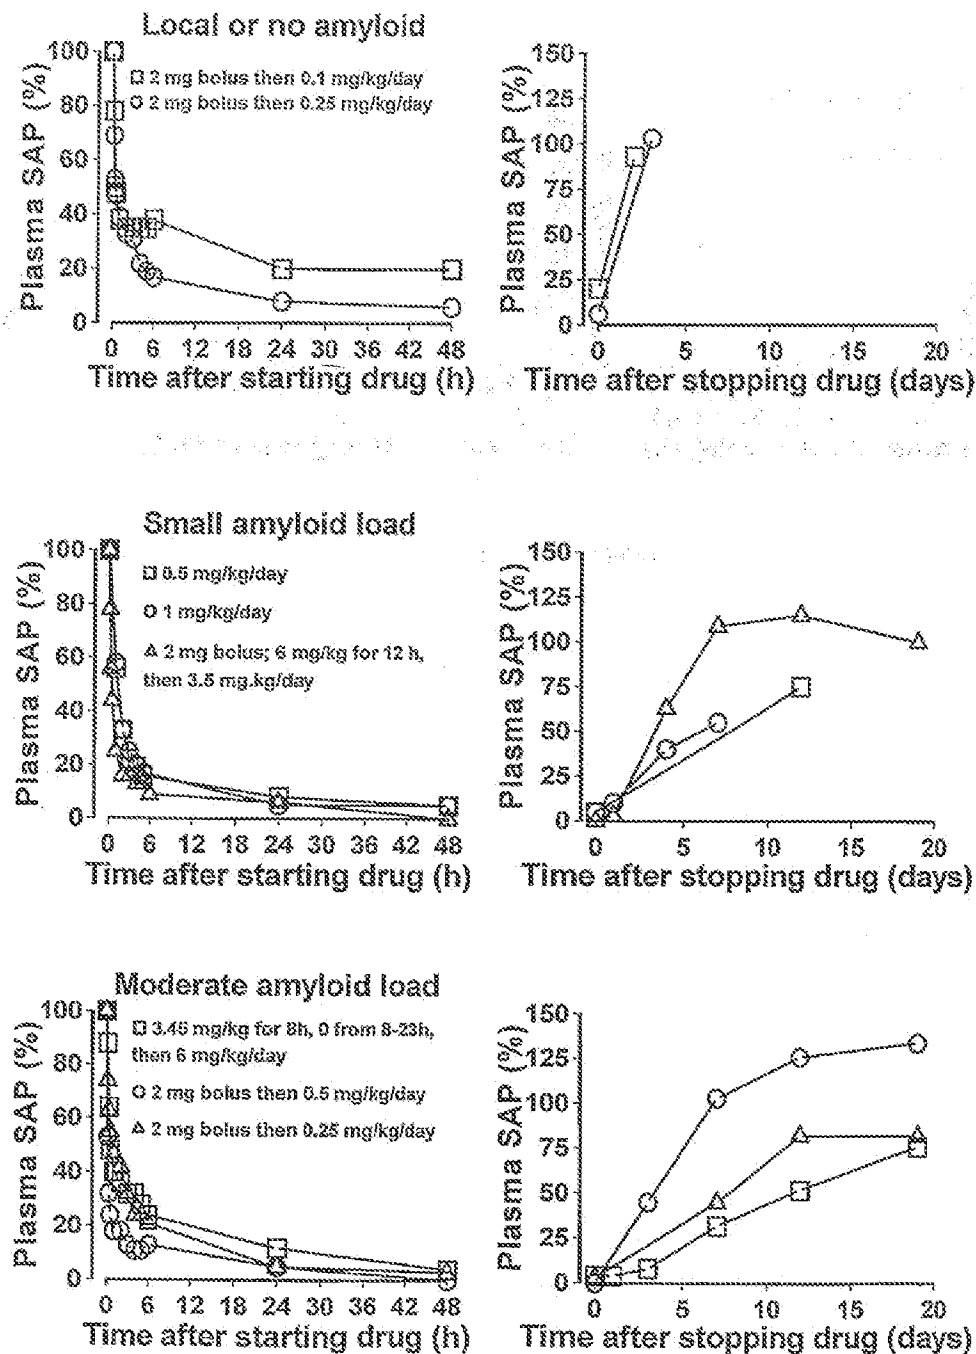 Local or no amyloid
Plasma SAP (%)
100
80
60
40
20
0
2 mg bolus then 0.1 mg/kg/day
2 mg bolus then 0.25 mg/kg/day
0 6 12 18 24 30 36 42 48
Time after starting drug (h)
Plasma SAP (%)
150
125
100
75
50
25
0
0 5 10 15 20
Time after stopping drug (days)
Small amyloid load
Plasma SAP (%)
100
80
60
40
20
0
0.5 mg/kg/day
1 mg/kg/day
2 mg bolus; 6 mg/kg for 12 h,
then 3.5 mg.kg/day
0 6 12 18 24 30 36 42 48
Time after starting drug (h)
Plasma SAP (%)
150
125
100
75
50
25
0
0 5 10 15 20
Time after stopping drug (days)
Moderate amyloid load
Plasma SAP (%)
100
80
60
40
20
0
3.45 mg/kg for 8h, 0 from 8-23h,
then 6 mg/kg/day
2 mg bolus then 0.5 mg/kg/day
2 mg bolus then 0.25 mg/kg/day
0 6 12 18 24 30 36 42 48
Time after starting drug (h)
Plasma SAP (%)
150
125
100
75
50
25
0
0 5 10 15 20
Time after stopping drug (days)